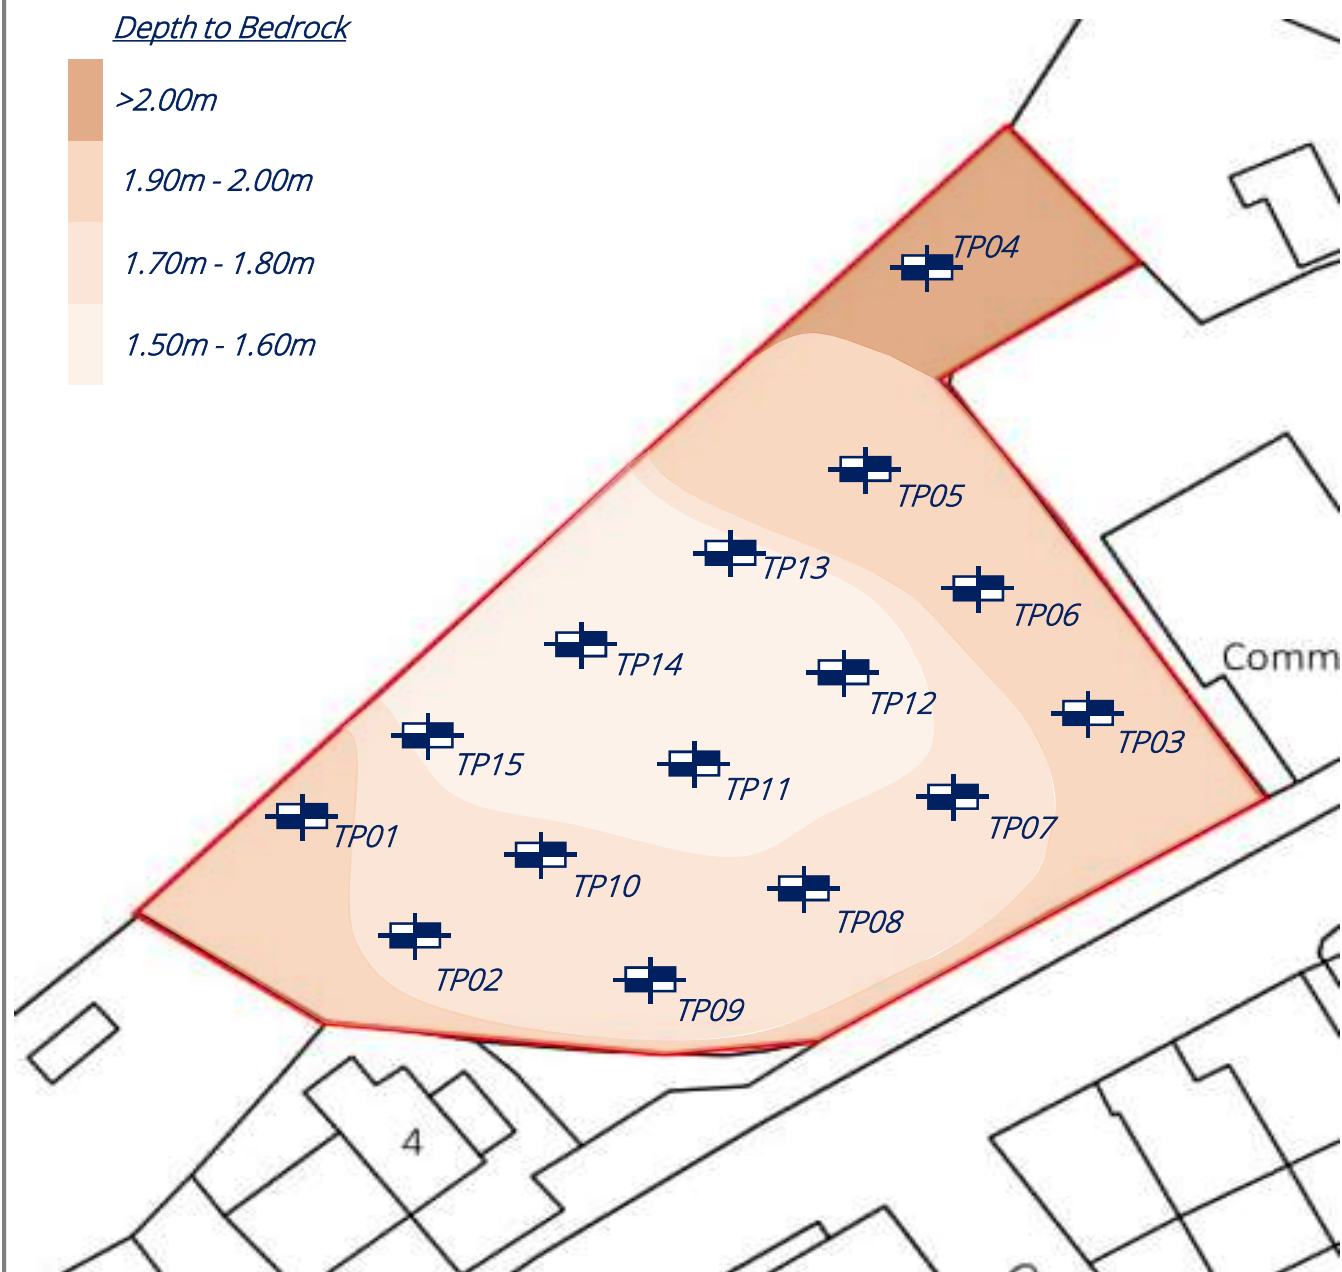 Depth to Bedrock
>2.00m
1.90m - 2.00m
1.70m - 1.80m
1.50m - 1.60m
TP04
TP05
TP13
TP06
TP14
Comm
TP12
TP03
TP15
TP11
TP07
TP01
TP10
TP08
TP02
TP09
4